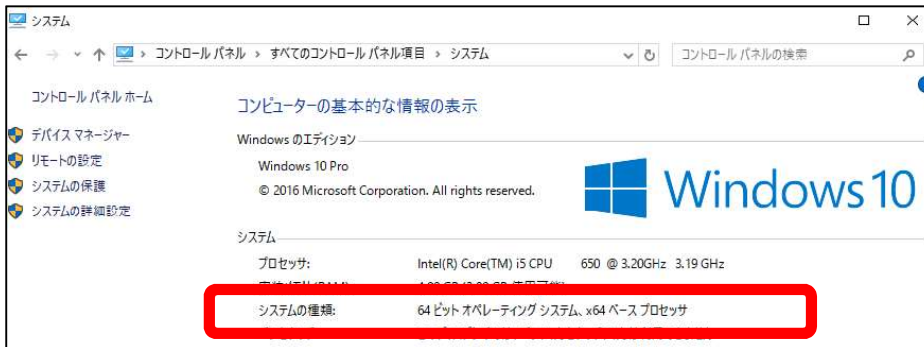 システム
コントロール パネル > すべてのコントロール パネル項目 > システム
コントロール パネルの検索
コントロール パネル ホーム
デバイス マネージャー
リモートの設定
システムの保護
システムの詳細設定
コンピューターの基本的な情報の表示
Windows のエディション
Windows 10 Pro
© 2016 Microsoft Corporation. All rights reserved.
Windows 10
システム
プロセッサ: Intel(R) Core(TM) i5 CPU 650 @ 3.20GHz 3.19 GHz
システムの種類: 64 ビット オペレーティング システム、x64 ベース プロセッサ